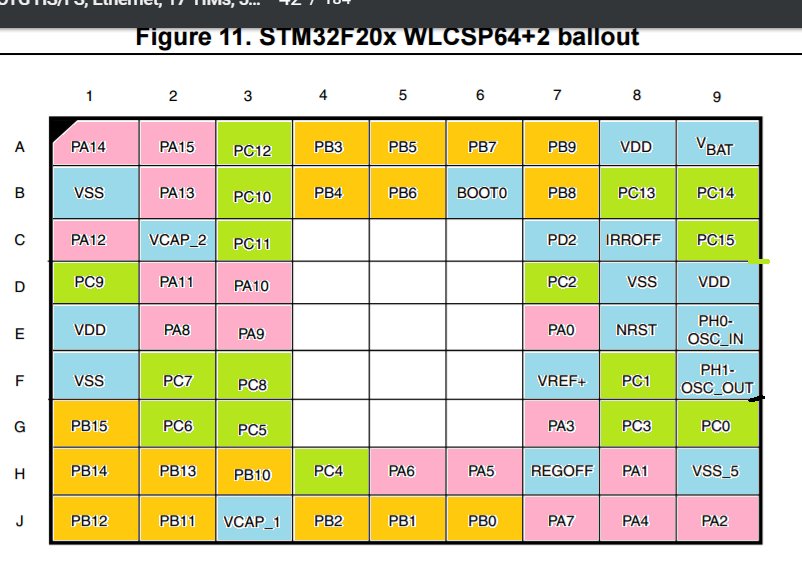 OTG HS/FS, Ethernet, 17 TIMs, 3... 42 / 184
Figure 11. STM32F20x WLCSP64+2 ballout
1 2 3 4 5 6 7 8 9
A PA14 PA15 PC12 PB3 PB5 PB7 PB9 VDD VBAT
B VSS PA13 PC10 PB4 PB6 BOOT0 PB8 PC13 PC14
C PA12 VCAP_2 PC11 PD2 IRROFF PC15
D PC9 PA11 PA10 PC2 VSS VDD
E VDD PA8 PA9 PA0 NRST PH0-
OSC_IN
F VSS PC7 PC8 VREF+ PC1 PH1-
OSC_OUT
G PB15 PC6 PC5 PA3 PC3 PC0
H PB14 PB13 PB10 PC4 PA6 PA5 REGOFF PA1 VSS_5
J PB12 PB11 VCAP_1 PB2 PB1 PB0 PA7 PA4 PA2